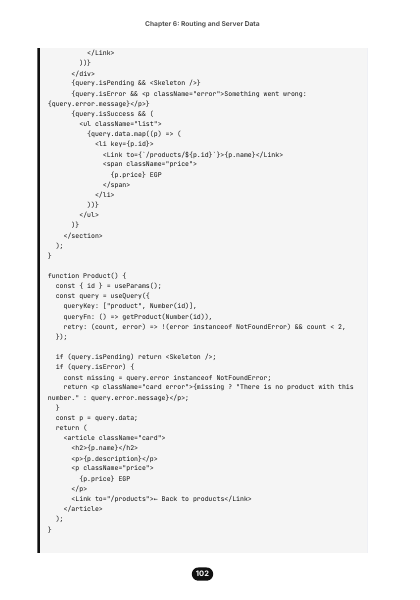 Chapter 6: Routing and Server Data
          </Link>
        ))}
      </div>
      {query.isPending && <Skeleton />}
      {query.isError && <p className="error">Something went wrong:
{query.error.message}</p>}
      {query.isSuccess && (
        <ul className="list">
          {query.data.map((p) => (
            <li key={p.id}>
              <Link to={`/products/${p.id}`}>{p.name}</Link>
              <span className="price">
                {p.price} EGP
              </span>
            </li>
          ))}
        </ul>
      )}
    </section>
  );
}

function Product() {
  const { id } = useParams();
  const query = useQuery({
    queryKey: ["product", Number(id)],
    queryFn: () => getProduct(Number(id)),
    retry: (count, error) => !(error instanceof NotFoundError) && count < 2,
  });

  if (query.isPending) return <Skeleton />;
  if (query.isError) {
    const missing = query.error instanceof NotFoundError;
    return <p className="card error">{missing ? "There is no product with this
number." : query.error.message}</p>;
  }
  const p = query.data;
  return (
    <article className="card">
      <h2>{p.name}</h2>
      <p>{p.description}</p>
      <p className="price">
        {p.price} EGP
      </p>
      <Link to="/products">← Back to products</Link>
    </article>
  );
}
102